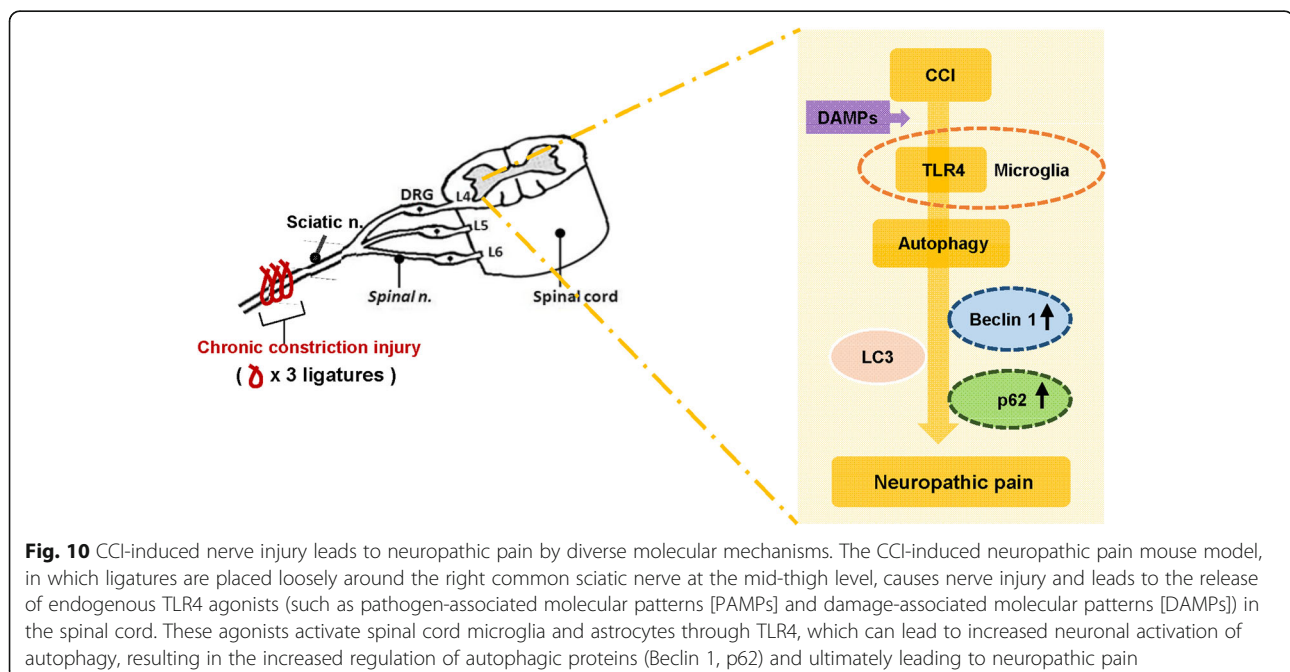 CCI
DAMPs
TLR4 Microglia
Autophagy
Beclin 1
LC3
p62
Neuropathic pain
DRG
L4
Sciatic n.
L5
L6
Spinal n.
Spinal cord
Chronic constriction injury
( x 3 ligatures )
Fig. 10 CCI-induced nerve injury leads to neuropathic pain by diverse molecular mechanisms. The CCI-induced neuropathic pain mouse model,
in which ligatures are placed loosely around the right common sciatic nerve at the mid-thigh level, causes nerve injury and leads to the release
of endogenous TLR4 agonists (such as pathogen-associated molecular patterns [PAMPs] and damage-associated molecular patterns [DAMPs]) in
the spinal cord. These agonists activate spinal cord microglia and astrocytes through TLR4, which can lead to increased neuronal activation of
autophagy, resulting in the increased regulation of autophagic proteins (Beclin 1, p62) and ultimately leading to neuropathic pain